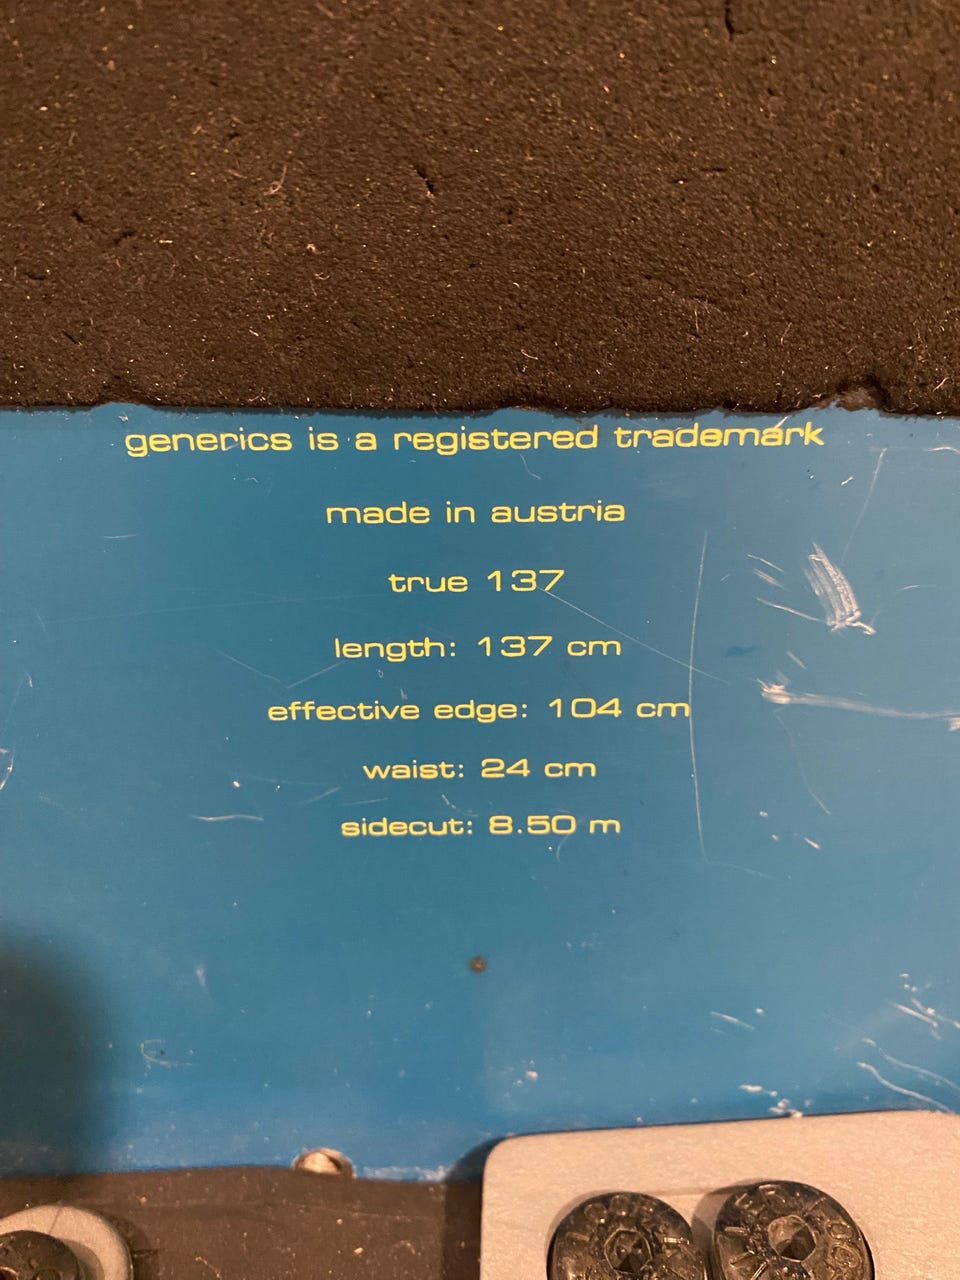 generics is a registered trademark
made in austria
true 137
length: 137 cm
effective edge: 104 cm
waist: 24 cm
sidecut: 8.50 m